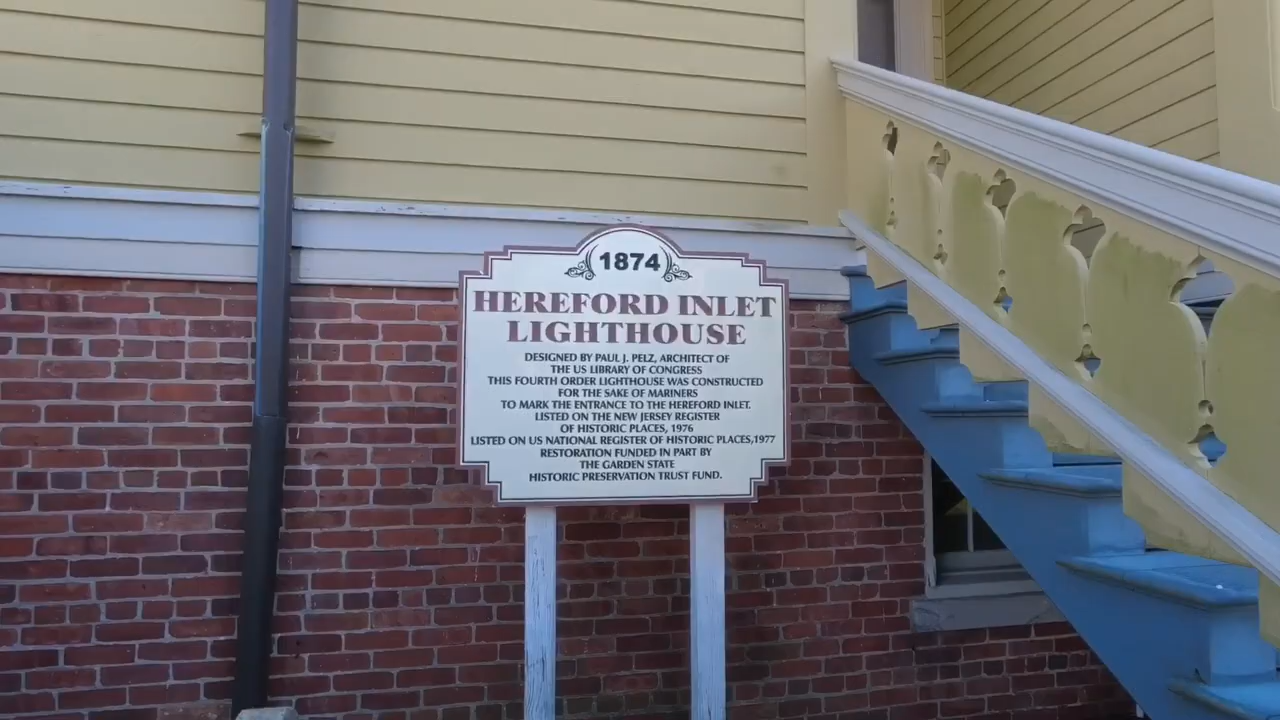 1874
HEREFORD INLET
LIGHTHOUSE
DESIGNED BY PAUL J. PELZ, ARCHITECT OF
THE US LIBRARY OF CONGRESS
THIS FOURTH ORDER LIGHTHOUSE WAS CONSTRUCTED
FOR THE SAKE OF MARINERS
TO MARK THE ENTRANCE TO THE HEREFORD INLET.
LISTED ON THE NEW JERSEY REGISTER
OF HISTORIC PLACES, 1976
LISTED ON US NATIONAL REGISTER OF HISTORIC PLACES,1977
RESTORATION FUNDED IN PART BY
THE GARDEN STATE
HISTORIC PRESERVATION TRUST FUND.